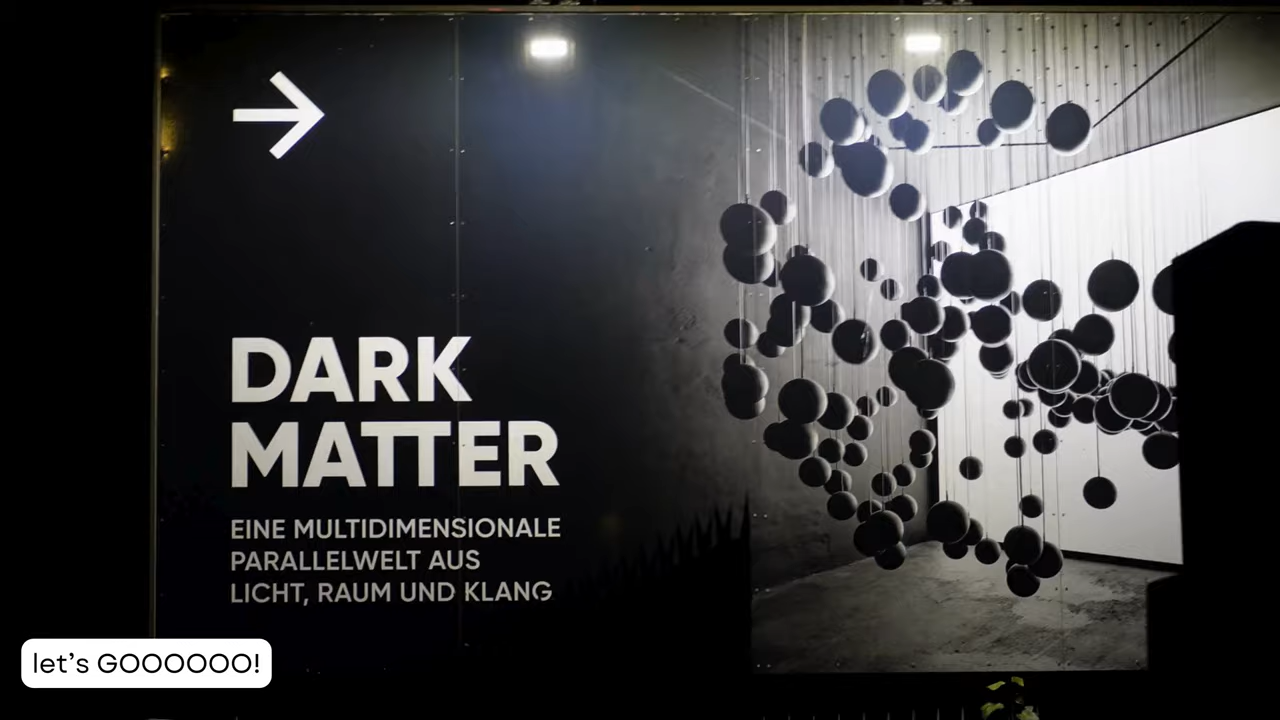 DARK
MATTER
EINE MULTIDIMENSIONALE
PARALLELWELT AUS
LICHT, RAUM UND KLANG
let's GOOOOOO!